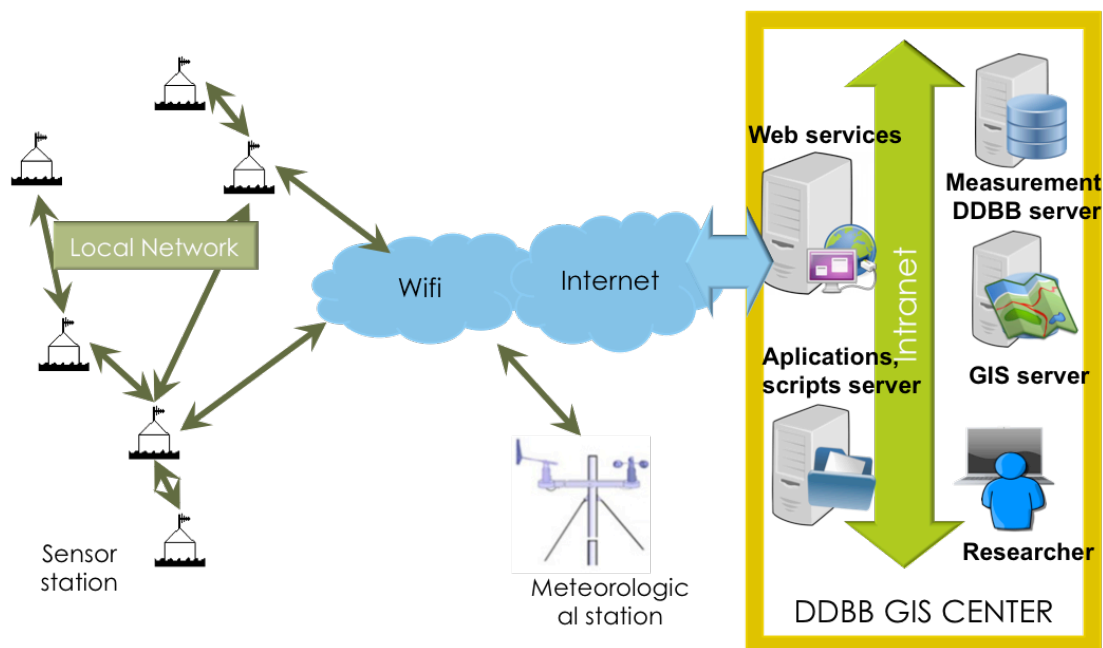 Local Network
Sensor
station
Wifi
Internet
Meteorologic
al station
Web services
Aplications,
scripts server
Intranet
Measurement
DDBB server
GIS server
Researcher
DDBB GIS CENTER